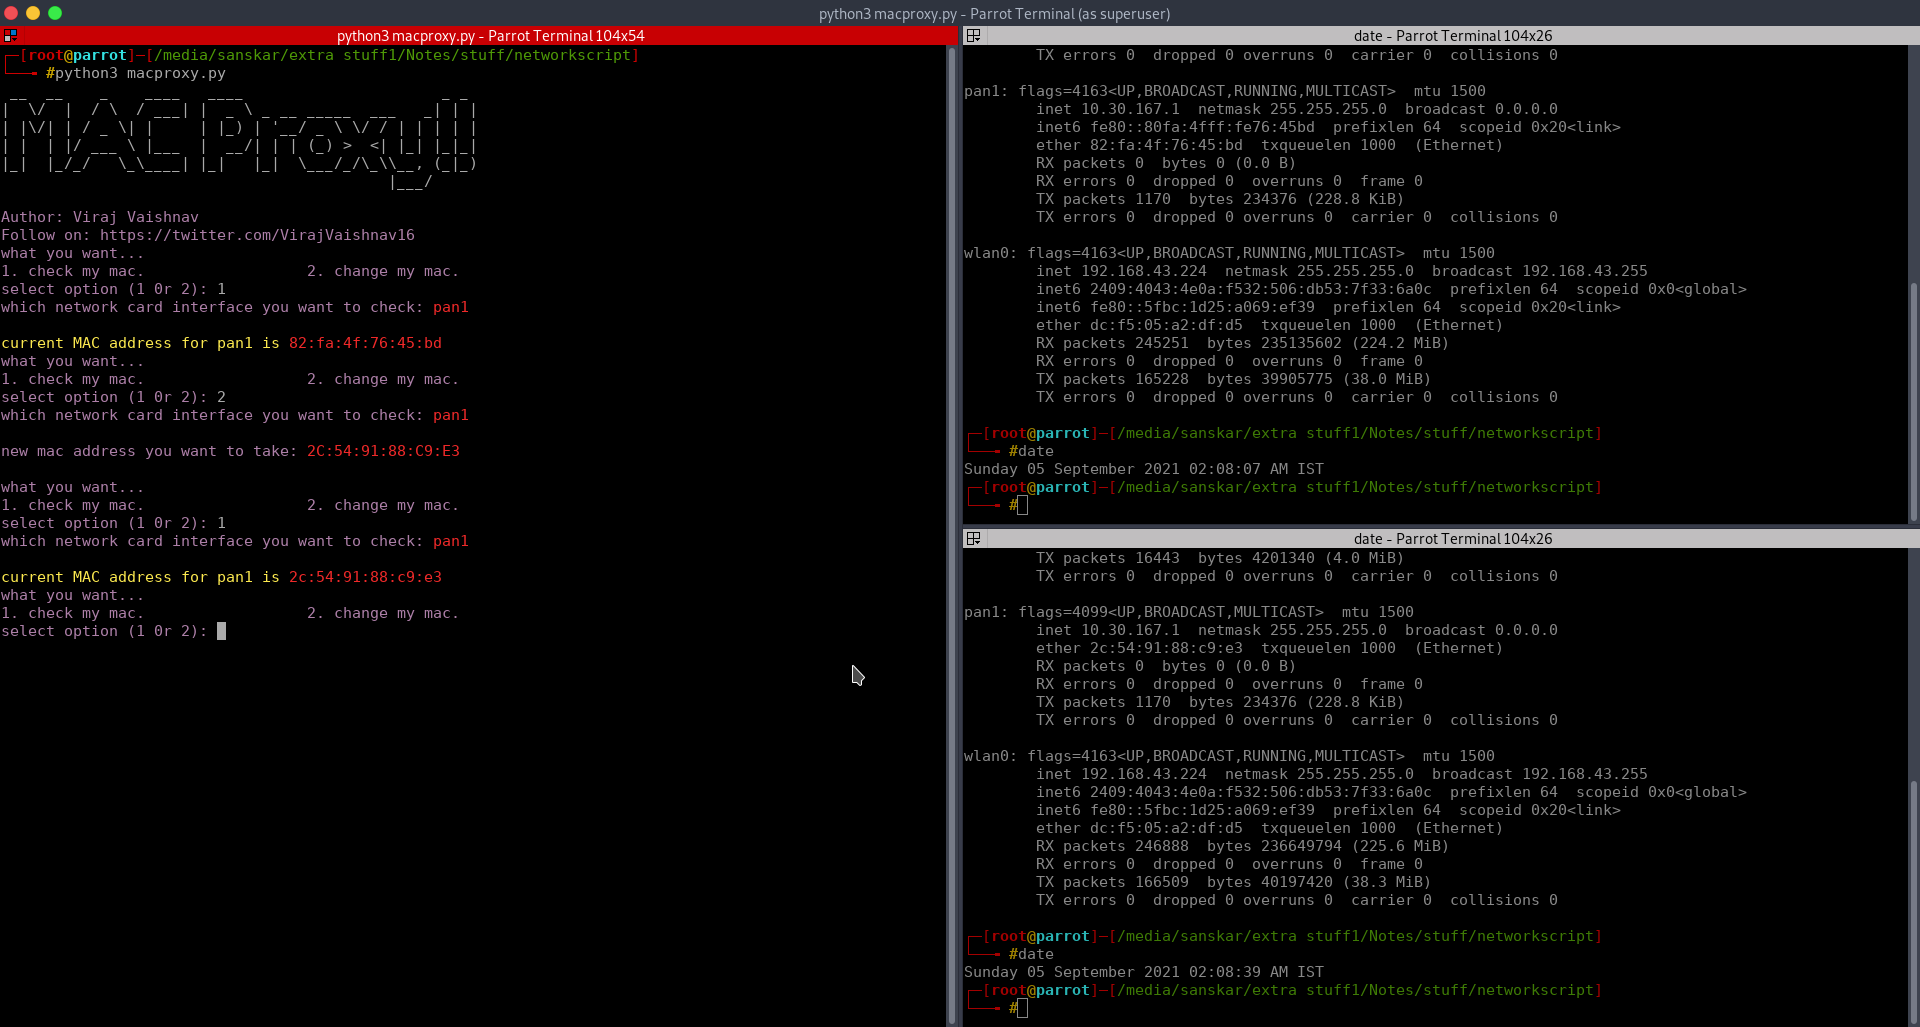 python3 macproxy.py - Parrot Terminal (as superuser)
python3 macproxy.py - Parrot Terminal 104x54
┌─[root@parrot]─[/media/sanskar/extra stuff1/Notes/stuff/networkscript]
└──╼ #python3 macproxy.py
MAC Proxy!
Author: Viraj Vaishnav
Follow on: https://twitter.com/VirajVaishnav16
what you want...
1. check my mac.                  2. change my mac.
select option (1 0r 2): 1
which network card interface you want to check: pan1
current MAC address for pan1 is 82:fa:4f:76:45:bd
what you want...
1. check my mac.                  2. change my mac.
select option (1 0r 2): 2
which network card interface you want to check: pan1
new mac address you want to take: 2C:54:91:88:C9:E3
what you want...
1. check my mac.                  2. change my mac.
select option (1 0r 2): 1
which network card interface you want to check: pan1
current MAC address for pan1 is 2c:54:91:88:c9:e3
what you want...
1. check my mac.                  2. change my mac.
select option (1 0r 2):
date - Parrot Terminal 104x26
TX errors 0  dropped 0 overruns 0  carrier 0  collisions 0
pan1: flags=4163<UP,BROADCAST,RUNNING,MULTICAST>  mtu 1500
inet 10.30.167.1  netmask 255.255.255.0  broadcast 0.0.0.0
inet6 fe80::80fa:4fff:fe76:45bd  prefixlen 64  scopeid 0x20<link>
ether 82:fa:4f:76:45:bd  txqueuelen 1000  (Ethernet)
RX packets 0  bytes 0 (0.0 B)
RX errors 0  dropped 0  overruns 0  frame 0
TX packets 1170  bytes 234376 (228.8 KiB)
TX errors 0  dropped 0 overruns 0  carrier 0  collisions 0
wlan0: flags=4163<UP,BROADCAST,RUNNING,MULTICAST>  mtu 1500
inet 192.168.43.224  netmask 255.255.255.0  broadcast 192.168.43.255
inet6 2409:4043:4e0a:f532:506:db53:7f33:6a0c  prefixlen 64  scopeid 0x0<global>
inet6 fe80::5fbc:1d25:a069:ef39  prefixlen 64  scopeid 0x20<link>
ether dc:f5:05:a2:df:d5  txqueuelen 1000  (Ethernet)
RX packets 245251  bytes 235135602 (224.2 MiB)
RX errors 0  dropped 0  overruns 0  frame 0
TX packets 165228  bytes 39905775 (38.0 MiB)
TX errors 0  dropped 0 overruns 0  carrier 0  collisions 0
┌─[root@parrot]─[/media/sanskar/extra stuff1/Notes/stuff/networkscript]
└──╼ #date
Sunday 05 September 2021 02:08:07 AM IST
┌─[root@parrot]─[/media/sanskar/extra stuff1/Notes/stuff/networkscript]
└──╼ #
date - Parrot Terminal 104x26
TX packets 16443  bytes 4201340 (4.0 MiB)
TX errors 0  dropped 0 overruns 0  carrier 0  collisions 0
pan1: flags=4099<UP,BROADCAST,MULTICAST>  mtu 1500
inet 10.30.167.1  netmask 255.255.255.0  broadcast 0.0.0.0
ether 2c:54:91:88:c9:e3  txqueuelen 1000  (Ethernet)
RX packets 0  bytes 0 (0.0 B)
RX errors 0  dropped 0  overruns 0  frame 0
TX packets 1170  bytes 234376 (228.8 KiB)
TX errors 0  dropped 0 overruns 0  carrier 0  collisions 0
wlan0: flags=4163<UP,BROADCAST,RUNNING,MULTICAST>  mtu 1500
inet 192.168.43.224  netmask 255.255.255.0  broadcast 192.168.43.255
inet6 2409:4043:4e0a:f532:506:db53:7f33:6a0c  prefixlen 64  scopeid 0x0<global>
inet6 fe80::5fbc:1d25:a069:ef39  prefixlen 64  scopeid 0x20<link>
ether dc:f5:05:a2:df:d5  txqueuelen 1000  (Ethernet)
RX packets 246888  bytes 236649794 (225.6 MiB)
RX errors 0  dropped 0  overruns 0  frame 0
TX packets 166509  bytes 40197420 (38.3 MiB)
TX errors 0  dropped 0 overruns 0  carrier 0  collisions 0
┌─[root@parrot]─[/media/sanskar/extra stuff1/Notes/stuff/networkscript]
└──╼ #date
Sunday 05 September 2021 02:08:39 AM IST
┌─[root@parrot]─[/media/sanskar/extra stuff1/Notes/stuff/networkscript]
└──╼ #